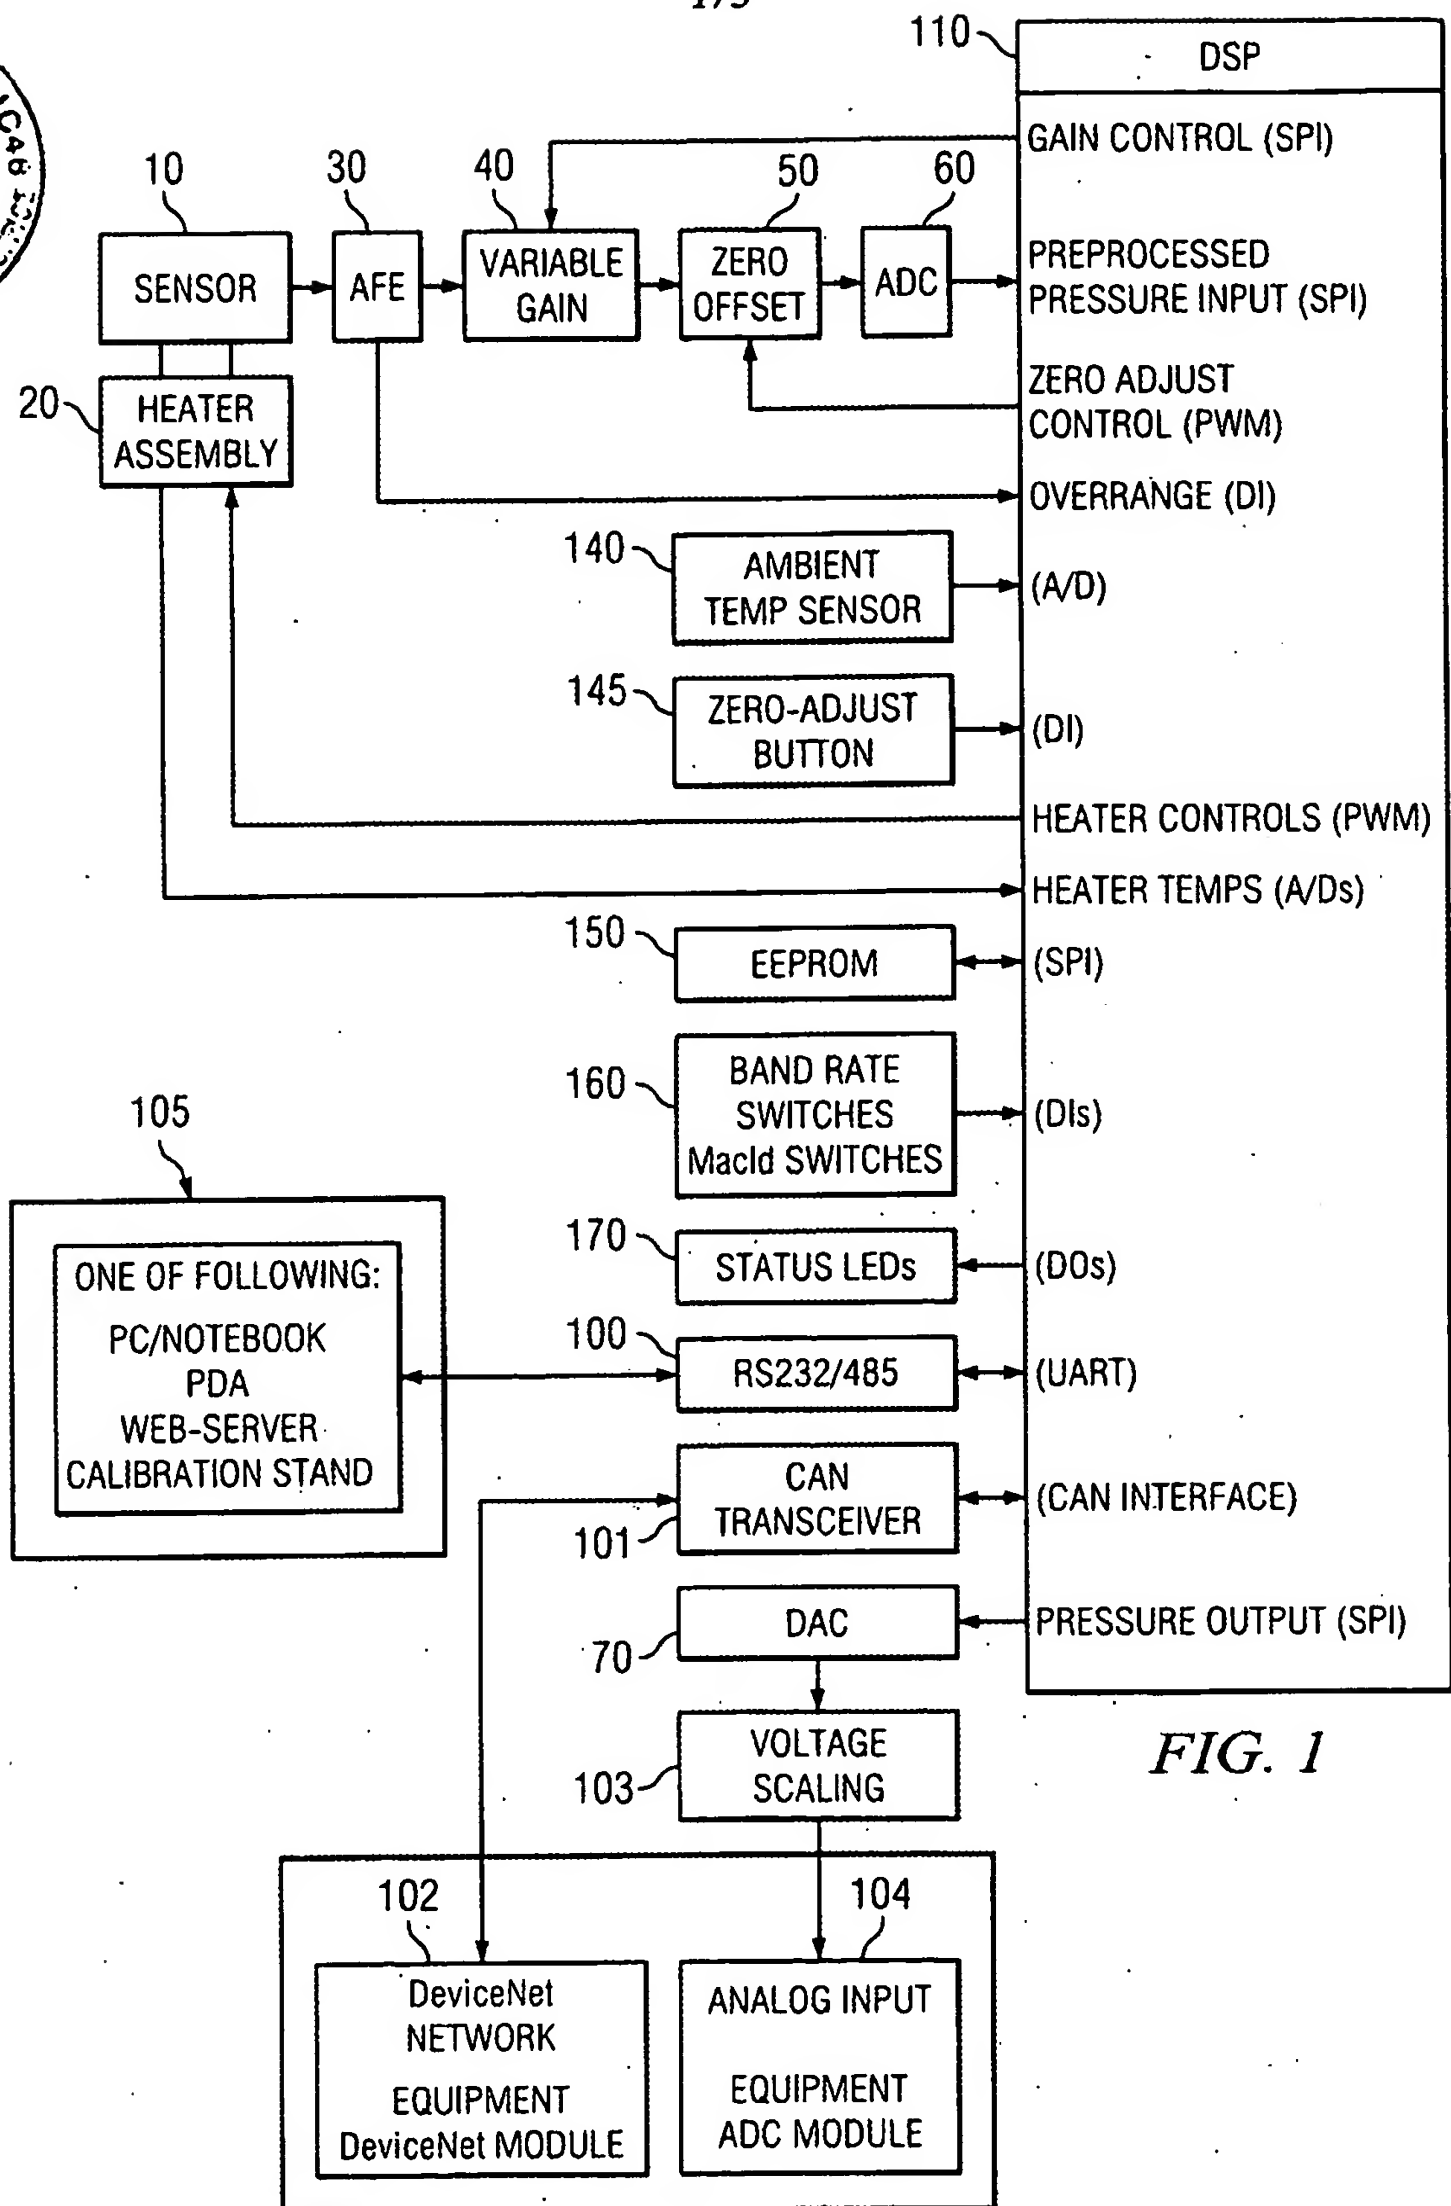 1/5
110
DSP
GAIN CONTROL (SPI)
10
30
40
50
60
SENSOR
AFE
VARIABLE
GAIN
ZERO
OFFSET
ADC
PREPROCESSED
PRESSURE INPUT (SPI)
20
HEATER
ASSEMBLY
ZERO ADJUST
CONTROL (PWM)
OVERRANGE (DI)
140
AMBIENT
TEMP SENSOR
(A/D)
145
ZERO-ADJUST
BUTTON
(DI)
HEATER CONTROLS (PWM)
HEATER TEMPS (A/Ds)
150
EEPROM
(SPI)
160
BAND RATE
SWITCHES
MacId SWITCHES
(DIs)
105
ONE OF FOLLOWING:
PC/NOTEBOOK
PDA
WEB-SERVER
CALIBRATION STAND
170
STATUS LEDs
(DOs)
100
RS232/485
(UART)
101
CAN
TRANSCEIVER
(CAN INTERFACE)
70
DAC
PRESSURE OUTPUT (SPI)
103
VOLTAGE
SCALING
FIG. 1
102
DeviceNet
NETWORK
EQUIPMENT
DeviceNet MODULE
104
ANALOG INPUT
EQUIPMENT
ADC MODULE